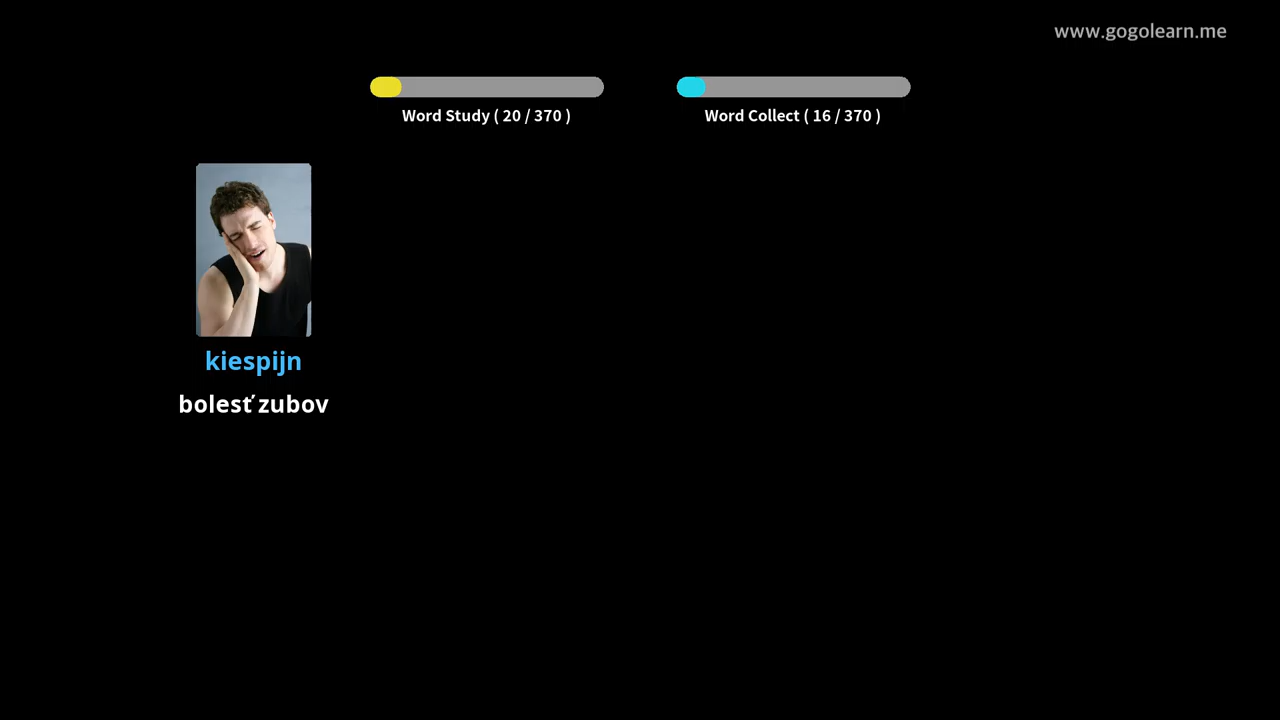 www.gogolearn.me
Word Study ( 20 / 370 )
Word Collect ( 16 / 370 )
kiespijn
bolesť zubov